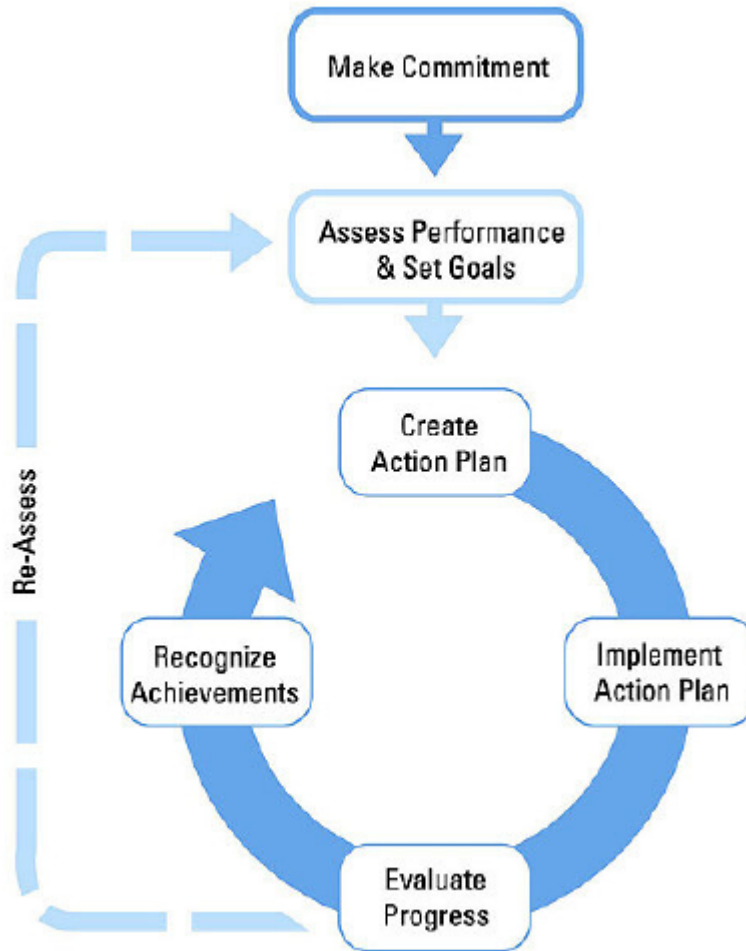 Make Commitment
Assess Performance
& Set Goals
Create
Action Plan
Re-Assess
Recognize
Achievements
Implement
Action Plan
Evaluate
Progress